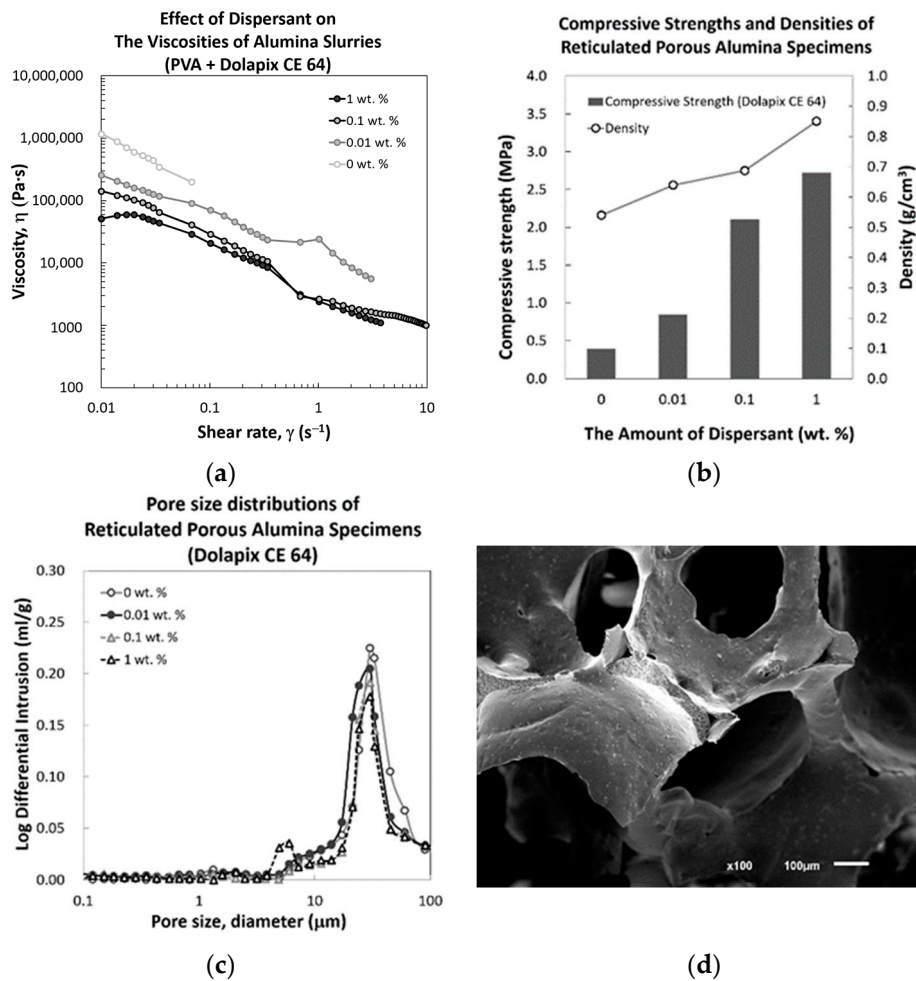 Effect of Dispersant on
The Viscosities of Alumina Slurries
(PVA + Dolapix CE 64)
10,000,000
1,000,000
100,000
10,000
1000
100
Viscosity, η (Pa·s)
1 wt. %
0.1 wt. %
0.01 wt. %
0 wt. %
0.01
0.1
1
10
Shear rate, γ (s⁻¹)
(a)
Compressive Strengths and Densities of
Reticulated Porous Alumina Specimens
4.0
3.5
3.0
2.5
2.0
1.5
1.0
0.5
0.0
Compressive strength (MPa)
Compressive Strength (Dolapix CE 64)
Density
1.0
0.9
0.8
0.7
0.6
0.5
0.4
0.3
0.2
0.1
0.0
Density (g/cm³)
0
0.01
0.1
1
The Amount of Dispersant (wt. %)
(b)
Pore size distributions of
Reticulated Porous Alumina Specimens
(Dolapix CE 64)
0.30
0.25
0.20
0.15
0.10
0.05
0.00
Log Differential Intrusion (ml/g)
0 wt. %
0.01 wt. %
0.1 wt. %
1 wt. %
0.1
1
10
100
Pore size, diameter (μm)
(c)
x100 100μm
(d)